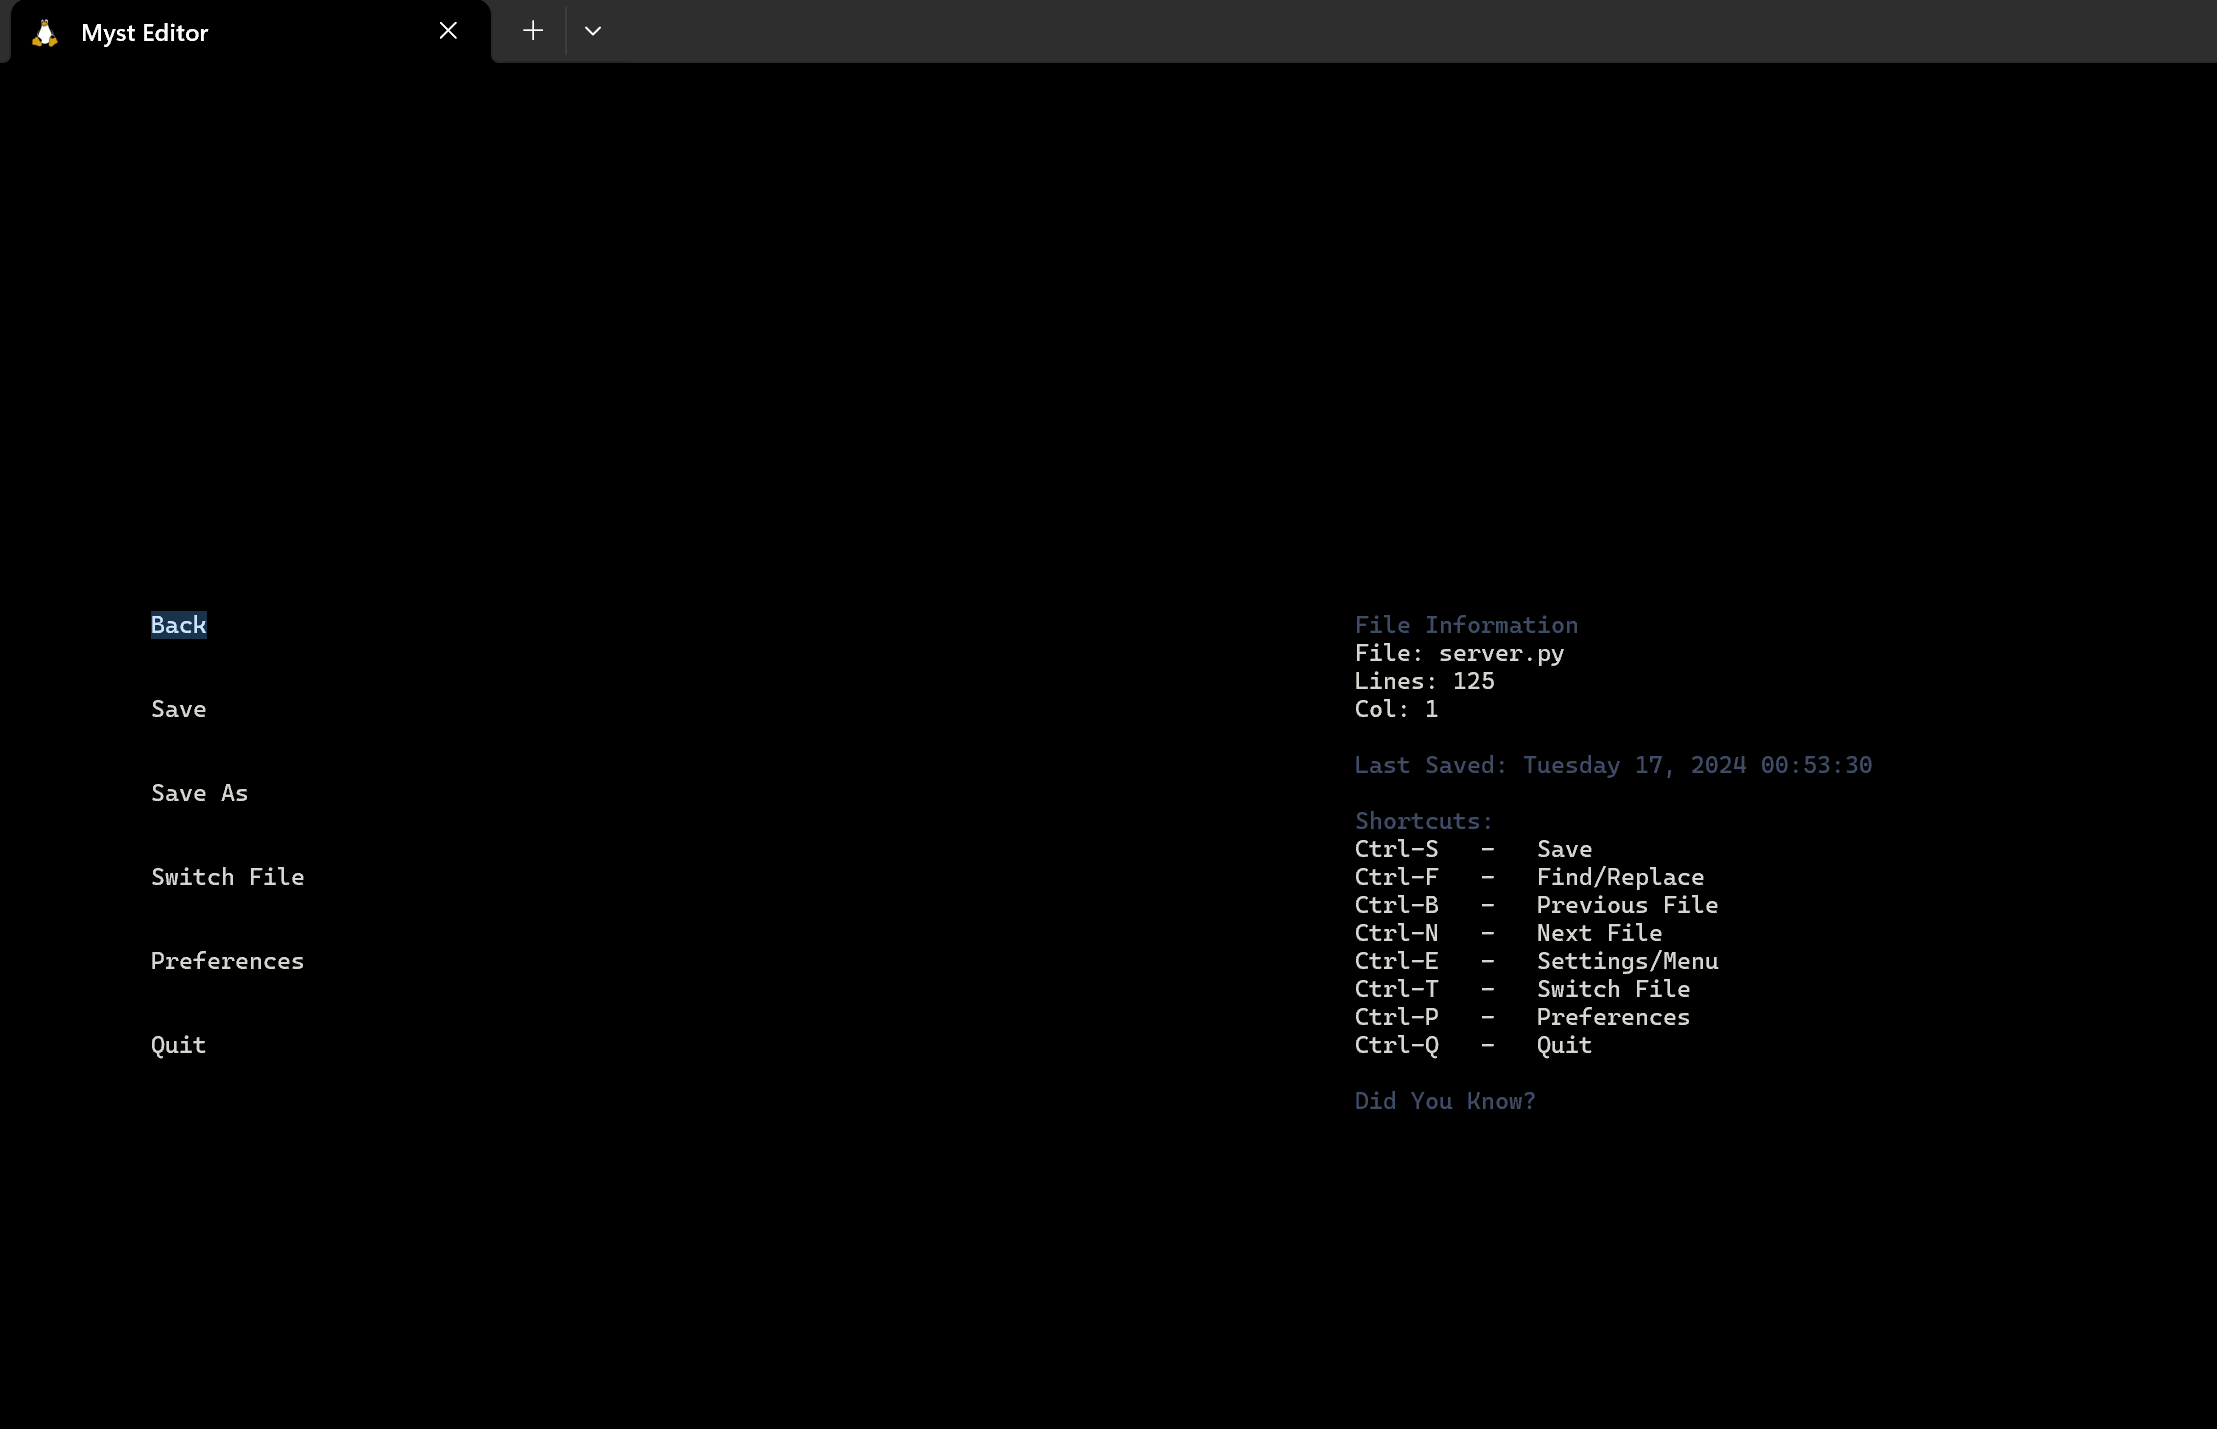 Myst Editor
Back
Save
Save As
Switch File
Preferences
Quit
File Information
File: server.py
Lines: 125
Col: 1
Last Saved: Tuesday 17, 2024 00:53:30
Shortcuts:
Ctrl-S - Save
Ctrl-F - Find/Replace
Ctrl-B - Previous File
Ctrl-N - Next File
Ctrl-E - Settings/Menu
Ctrl-T - Switch File
Ctrl-P - Preferences
Ctrl-Q - Quit
Did You Know?